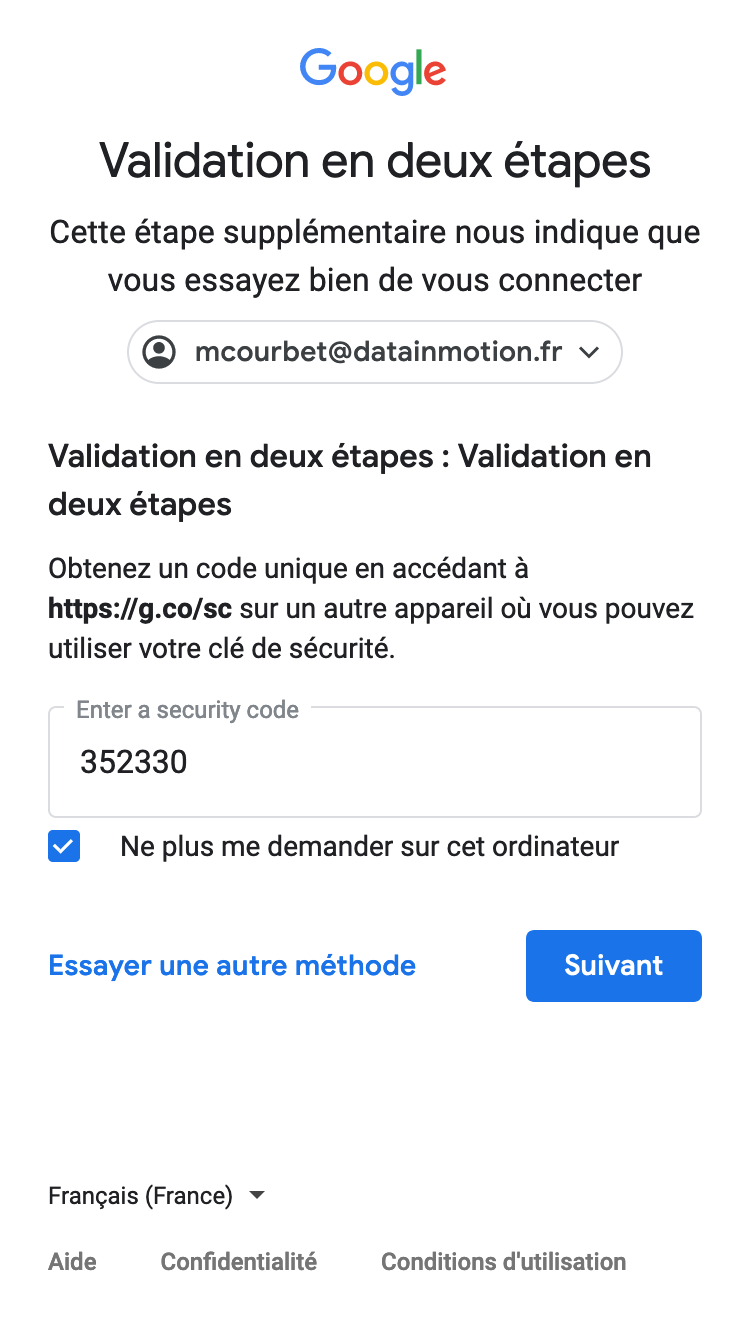 Google
Validation en deux étapes
Cette étape supplémentaire nous indique que
vous essayez bien de vous connecter
mcourbet@datainmotion.fr
Validation en deux étapes : Validation en
deux étapes
Obtenez un code unique en accédant à
https://g.co/sc sur un autre appareil où vous pouvez
utiliser votre clé de sécurité.
Enter a security code
352330
Ne plus me demander sur cet ordinateur
Essayer une autre méthode
Suivant
Français (France)
Aide
Confidentialité
Conditions d'utilisation